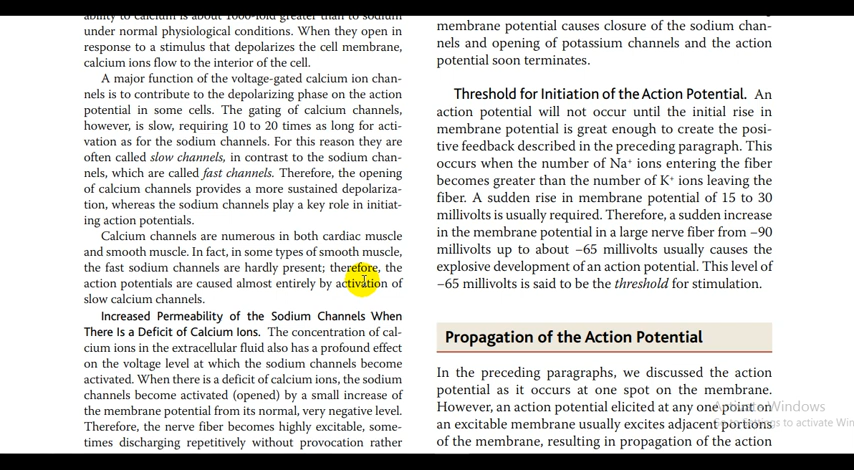 ability to calcium is about 1000-fold greater than to sodium
under normal physiological conditions. When they open in
response to a stimulus that depolarizes the cell membrane,
calcium ions flow to the interior of the cell.
A major function of the voltage-gated calcium ion chan-
nels is to contribute to the depolarizing phase on the action
potential in some cells. The gating of calcium channels,
however, is slow, requiring 10 to 20 times as long for acti-
vation as for the sodium channels. For this reason they are
often called slow channels, in contrast to the sodium chan-
nels, which are called fast channels. Therefore, the opening
of calcium channels provides a more sustained depolariza-
tion, whereas the sodium channels play a key role in initiat-
ing action potentials.
Calcium channels are numerous in both cardiac muscle
and smooth muscle. In fact, in some types of smooth muscle,
the fast sodium channels are hardly present; therefore, the
action potentials are caused almost entirely by activation of
slow calcium channels.
Increased Permeability of the Sodium Channels When
There Is a Deficit of Calcium Ions. The concentration of cal-
cium ions in the extracellular fluid also has a profound effect
on the voltage level at which the sodium channels become
activated. When there is a deficit of calcium ions, the sodium
channels become activated (opened) by a small increase of
the membrane potential from its normal, very negative level.
Therefore, the nerve fiber becomes highly excitable, some-
times discharging repetitively without provocation rather
membrane potential causes closure of the sodium chan-
nels and opening of potassium channels and the action
potential soon terminates.
Threshold for Initiation of the Action Potential. An
action potential will not occur until the initial rise in
membrane potential is great enough to create the posi-
tive feedback described in the preceding paragraph. This
occurs when the number of Na+ ions entering the fiber
becomes greater than the number of K+ ions leaving the
fiber. A sudden rise in membrane potential of 15 to 30
millivolts is usually required. Therefore, a sudden increase
in the membrane potential in a large nerve fiber from −90
millivolts up to about −65 millivolts usually causes the
explosive development of an action potential. This level of
−65 millivolts is said to be the threshold for stimulation.
Propagation of the Action Potential
In the preceding paragraphs, we discussed the action
potential as it occurs at one spot on the membrane.
However, an action potential elicited at any one point on
an excitable membrane usually excites adjacent portions
of the membrane, resulting in propagation of the action
Activate Windows
Go to Settings to activate Win